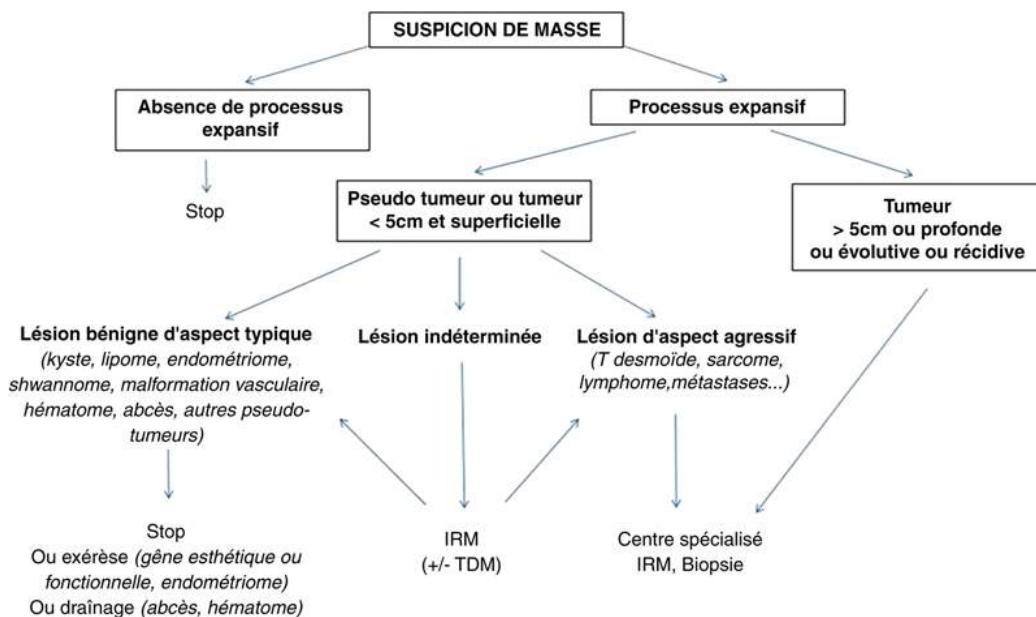 SUSPICION DE MASSE
Absence de processus
expansif
Processus expansif
Stop
Pseudo tumeur ou tumeur
< 5cm et superficielle
Tumeur
> 5cm ou profonde
ou évolutive ou récidive
Lésion bénigne d'aspect typique
(kyste, lipome, endométriome,
shwannome, malformation vasculaire,
hématome, abcès, autres pseudo-
tumeurs)
Lésion indéterminée
Lésion d'aspect agressif
(T desmoïde, sarcome,
lymphome,métastases...)
Stop
Ou exérèse (gêne esthétique ou
fonctionnelle, endométriome)
Ou draînage (abcès, hématome)
IRM
(+/- TDM)
Centre spécialisé
IRM, Biopsie